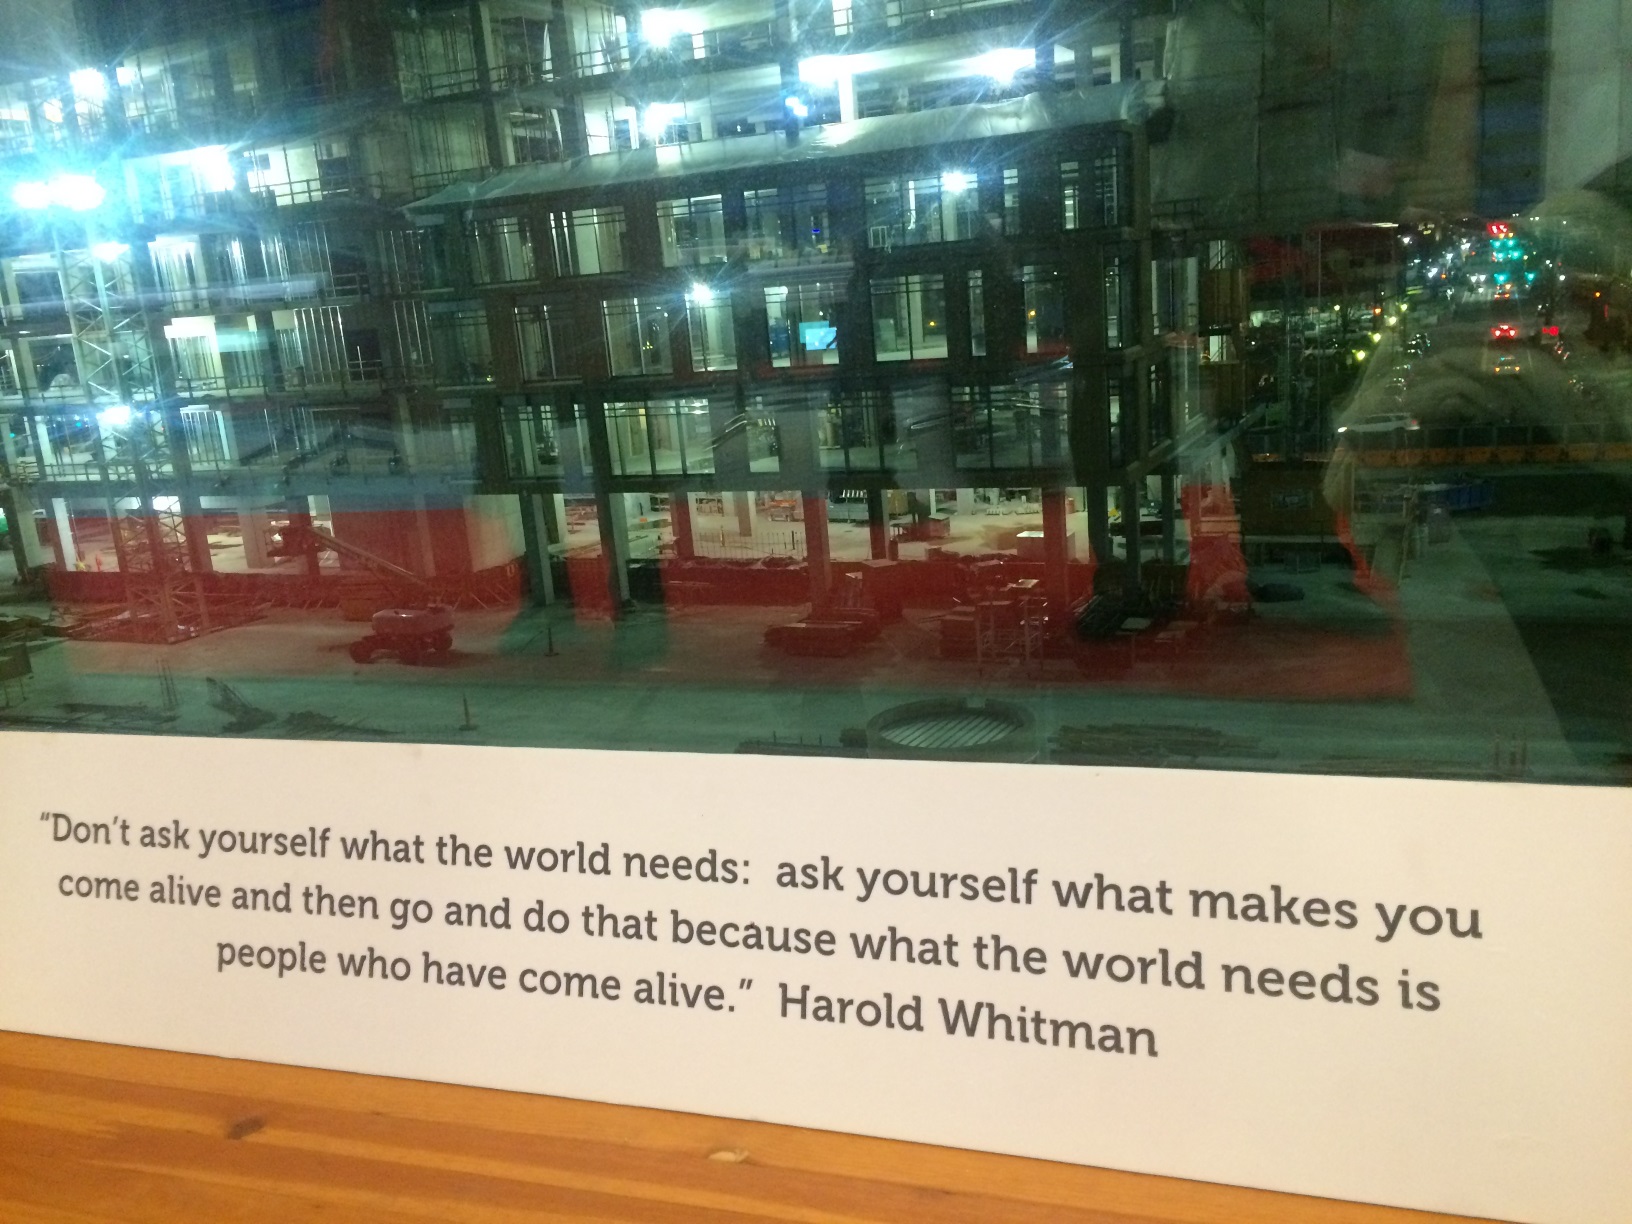 “Don’t ask yourself what the world needs:  ask yourself what makes you
come alive and then go and do that because what the world needs is
people who have come alive.”  Harold Whitman